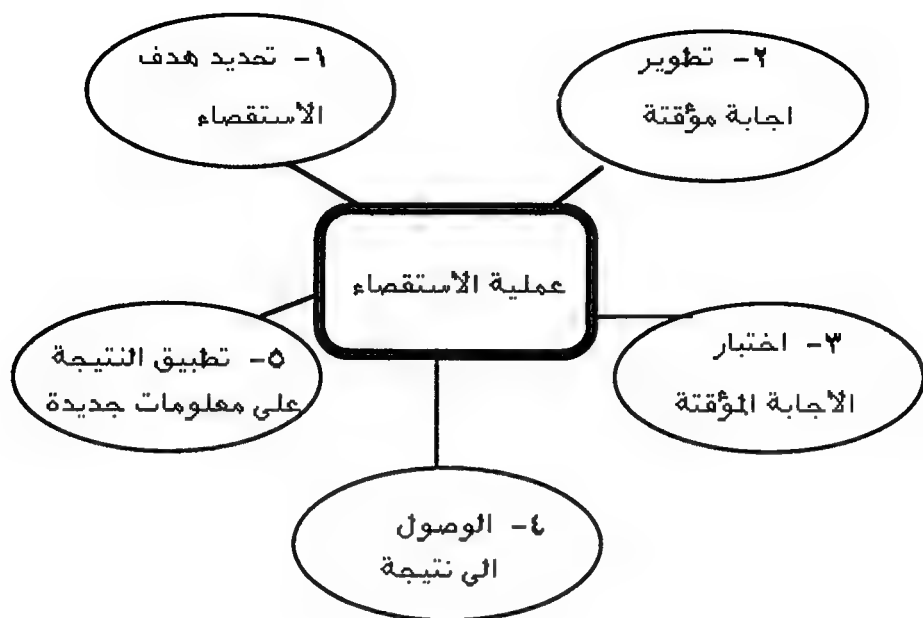 ١- تحديد هدف
الأستقصاء
٢- تطوير
اجابة مؤقتة
عملية الاستقصاء
٣- اختبار
الأجابة المؤقتة
٤- الوصول
الى نتيجة
٥- تطبيق النتيجة
على معلومات جديدة